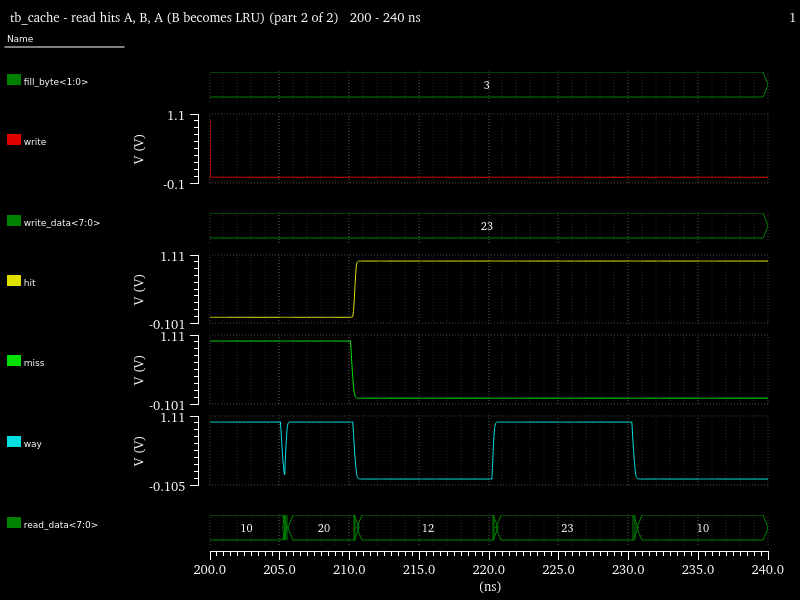 tb_cache - read hits A, B, A (B becomes LRU) (part 2 of 2)   200 - 240 ns 1
Name
fill_byte<1:0> 3
1.1
write V (V)
-0.1
write_data<7:0> 23
1.11
hit V (V)
-0.101
1.11
miss V (V)
-0.101
1.11
way V (V)
-0.105
read_data<7:0> 10 20 12 23 10
200.0 205.0 210.0 215.0 220.0 225.0 230.0 235.0 240.0
(ns)